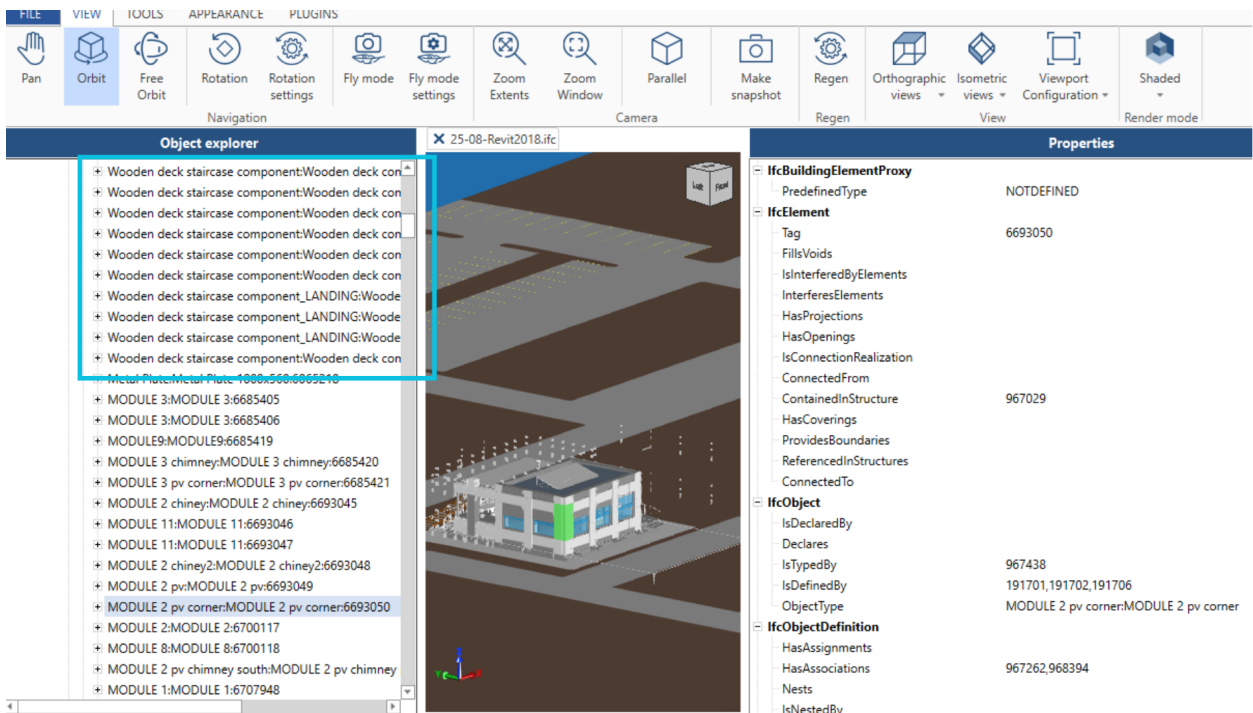 FILE VIEW TOOLS APPEARANCE PLUGINS
Pan Orbit Free Orbit Rotation Rotation settings Fly mode Fly mode settings Zoom Extents Zoom Window Parallel Make snapshot Regen Orthographic views Isometric views Viewport Configuration Shaded
Navigation Camera Regen View Render mode
Object explorer
Wooden deck staircase component:Wooden deck con
Wooden deck staircase component:Wooden deck con
Wooden deck staircase component:Wooden deck con
Wooden deck staircase component:Wooden deck con
Wooden deck staircase component:Wooden deck con
Wooden deck staircase component:Wooden deck con
Wooden deck staircase component_LANDING:Woode
Wooden deck staircase component_LANDING:Woode
Wooden deck staircase component_LANDING:Woode
Wooden deck staircase component:Wooden deck con
Metal Plate:Metal Plate
MODULE 3:MODULE 3:6685405
MODULE 3:MODULE 3:6685406
MODULE9:MODULE9:6685419
MODULE 3 chimney:MODULE 3 chimney:6685420
MODULE 3 pv corner:MODULE 3 pv corner:6685421
MODULE 2 chiney:MODULE 2 chiney:6693045
MODULE 11:MODULE 11:6693046
MODULE 11:MODULE 11:6693047
MODULE 2 chiney2:MODULE 2 chiney2:6693048
MODULE 2 pv:MODULE 2 pv:6693049
MODULE 2 pv corner:MODULE 2 pv corner:6693050
MODULE 2:MODULE 2:6700117
MODULE 8:MODULE 8:6700118
MODULE 2 pv chimney south:MODULE 2 pv chimney
MODULE 1:MODULE 1:6707948
25-08-Revit2018.ifc
Left Front
Properties
IfcBuildingElementProxy
PredefinedType NOTDEFINED
IfcElement
Tag 6693050
FillsVoids
IsInterferedByElements
InterferesElements
HasProjections
HasOpenings
IsConnectionRealization
ConnectedFrom
ContainedInStructure 967029
HasCoverings
ProvidesBoundaries
ReferencedInStructures
ConnectedTo
IfcObject
IsDeclaredBy
Declares
IsTypedBy 967438
IsDefinedBy 191701,191702,191706
ObjectType MODULE 2 pv corner:MODULE 2 pv corner
IfcObjectDefinition
HasAssignments
HasAssociations 967262,968394
Nests
IsNestedBy